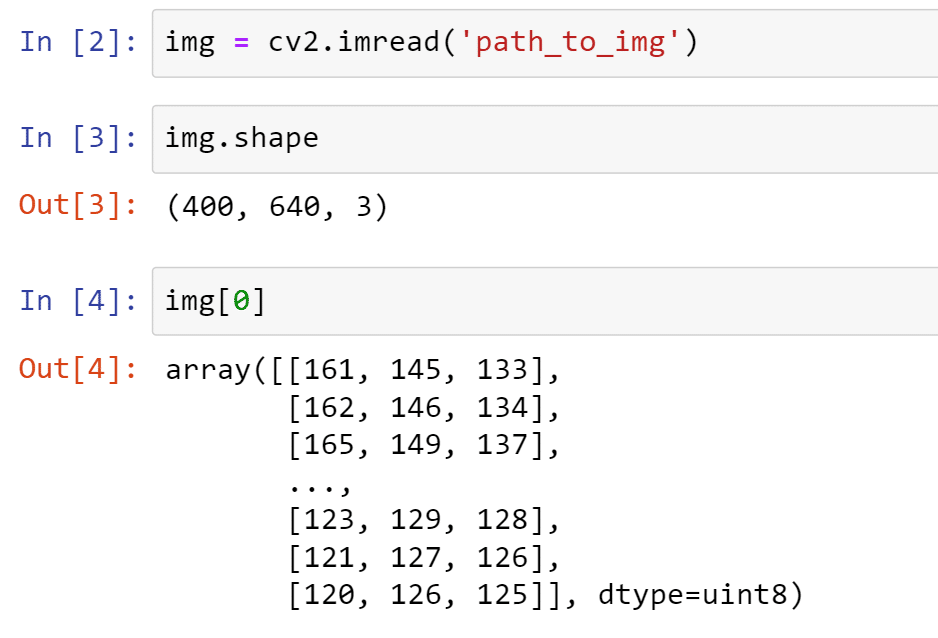 In [2]: img = cv2.imread('path_to_img')
In [3]: img.shape
Out[3]: (400, 640, 3)
In [4]: img[0]
Out[4]: array([[161, 145, 133],
[162, 146, 134],
[165, 149, 137],
...,
[123, 129, 128],
[121, 127, 126],
[120, 126, 125]], dtype=uint8)